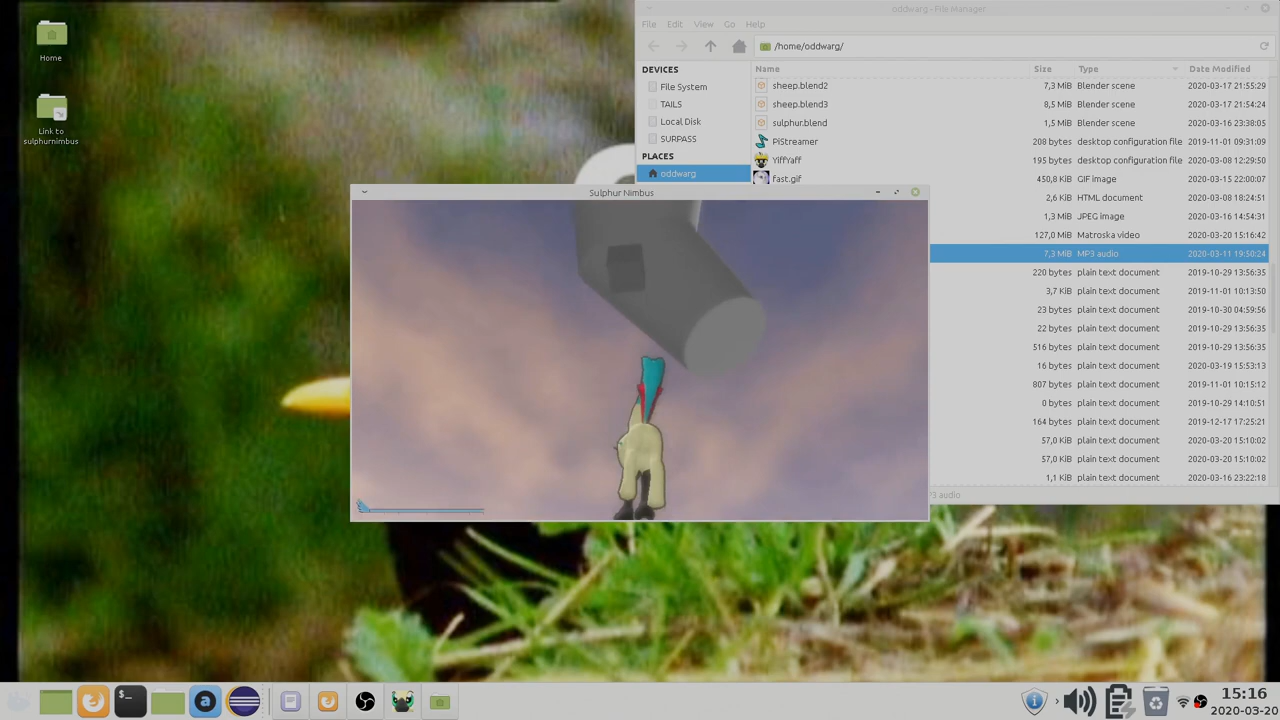 Home
Link to
sulphurnimbus
oddwarg - File Manager
File Edit View Go Help
/home/oddwarg/
DEVICES
File System
TAILS
Local Disk
SURPASS
PLACES
oddwarg
Name Size Type Date Modified
sheep.blend2 7,3 MiB Blender scene 2020-03-17 21:55:29
sheep.blend3 8,5 MiB Blender scene 2020-03-17 21:54:24
sulphur.blend 1,5 MiB Blender scene 2020-03-16 23:38:05
PiStreamer 208 bytes desktop configuration file 2019-11-01 09:31:09
YiffYaff 195 bytes desktop configuration file 2020-03-08 12:29:50
fast.gif 450,8 KiB GIF image 2020-03-15 22:00:07
2,6 KiB HTML document 2020-03-08 18:24:51
1,3 MiB JPEG image 2020-03-16 14:54:31
127,0 MiB Matroska video 2020-03-20 15:16:42
7,3 MiB MP3 audio 2020-03-11 19:50:24
220 bytes plain text document 2019-10-29 13:56:35
3,7 KiB plain text document 2019-11-01 10:13:50
23 bytes plain text document 2019-10-30 04:59:56
22 bytes plain text document 2019-10-29 13:56:35
516 bytes plain text document 2019-10-29 13:56:35
16 bytes plain text document 2020-03-19 15:53:13
807 bytes plain text document 2019-11-01 10:15:12
0 bytes plain text document 2019-10-29 14:10:51
164 bytes plain text document 2019-12-17 17:25:21
57,0 KiB plain text document 2020-03-20 15:10:02
57,0 KiB plain text document 2020-03-20 15:10:02
1,1 KiB plain text document 2020-03-16 23:22:18
P3 audio
Sulphur Nimbus
$_
a
15:16
2020-03-20